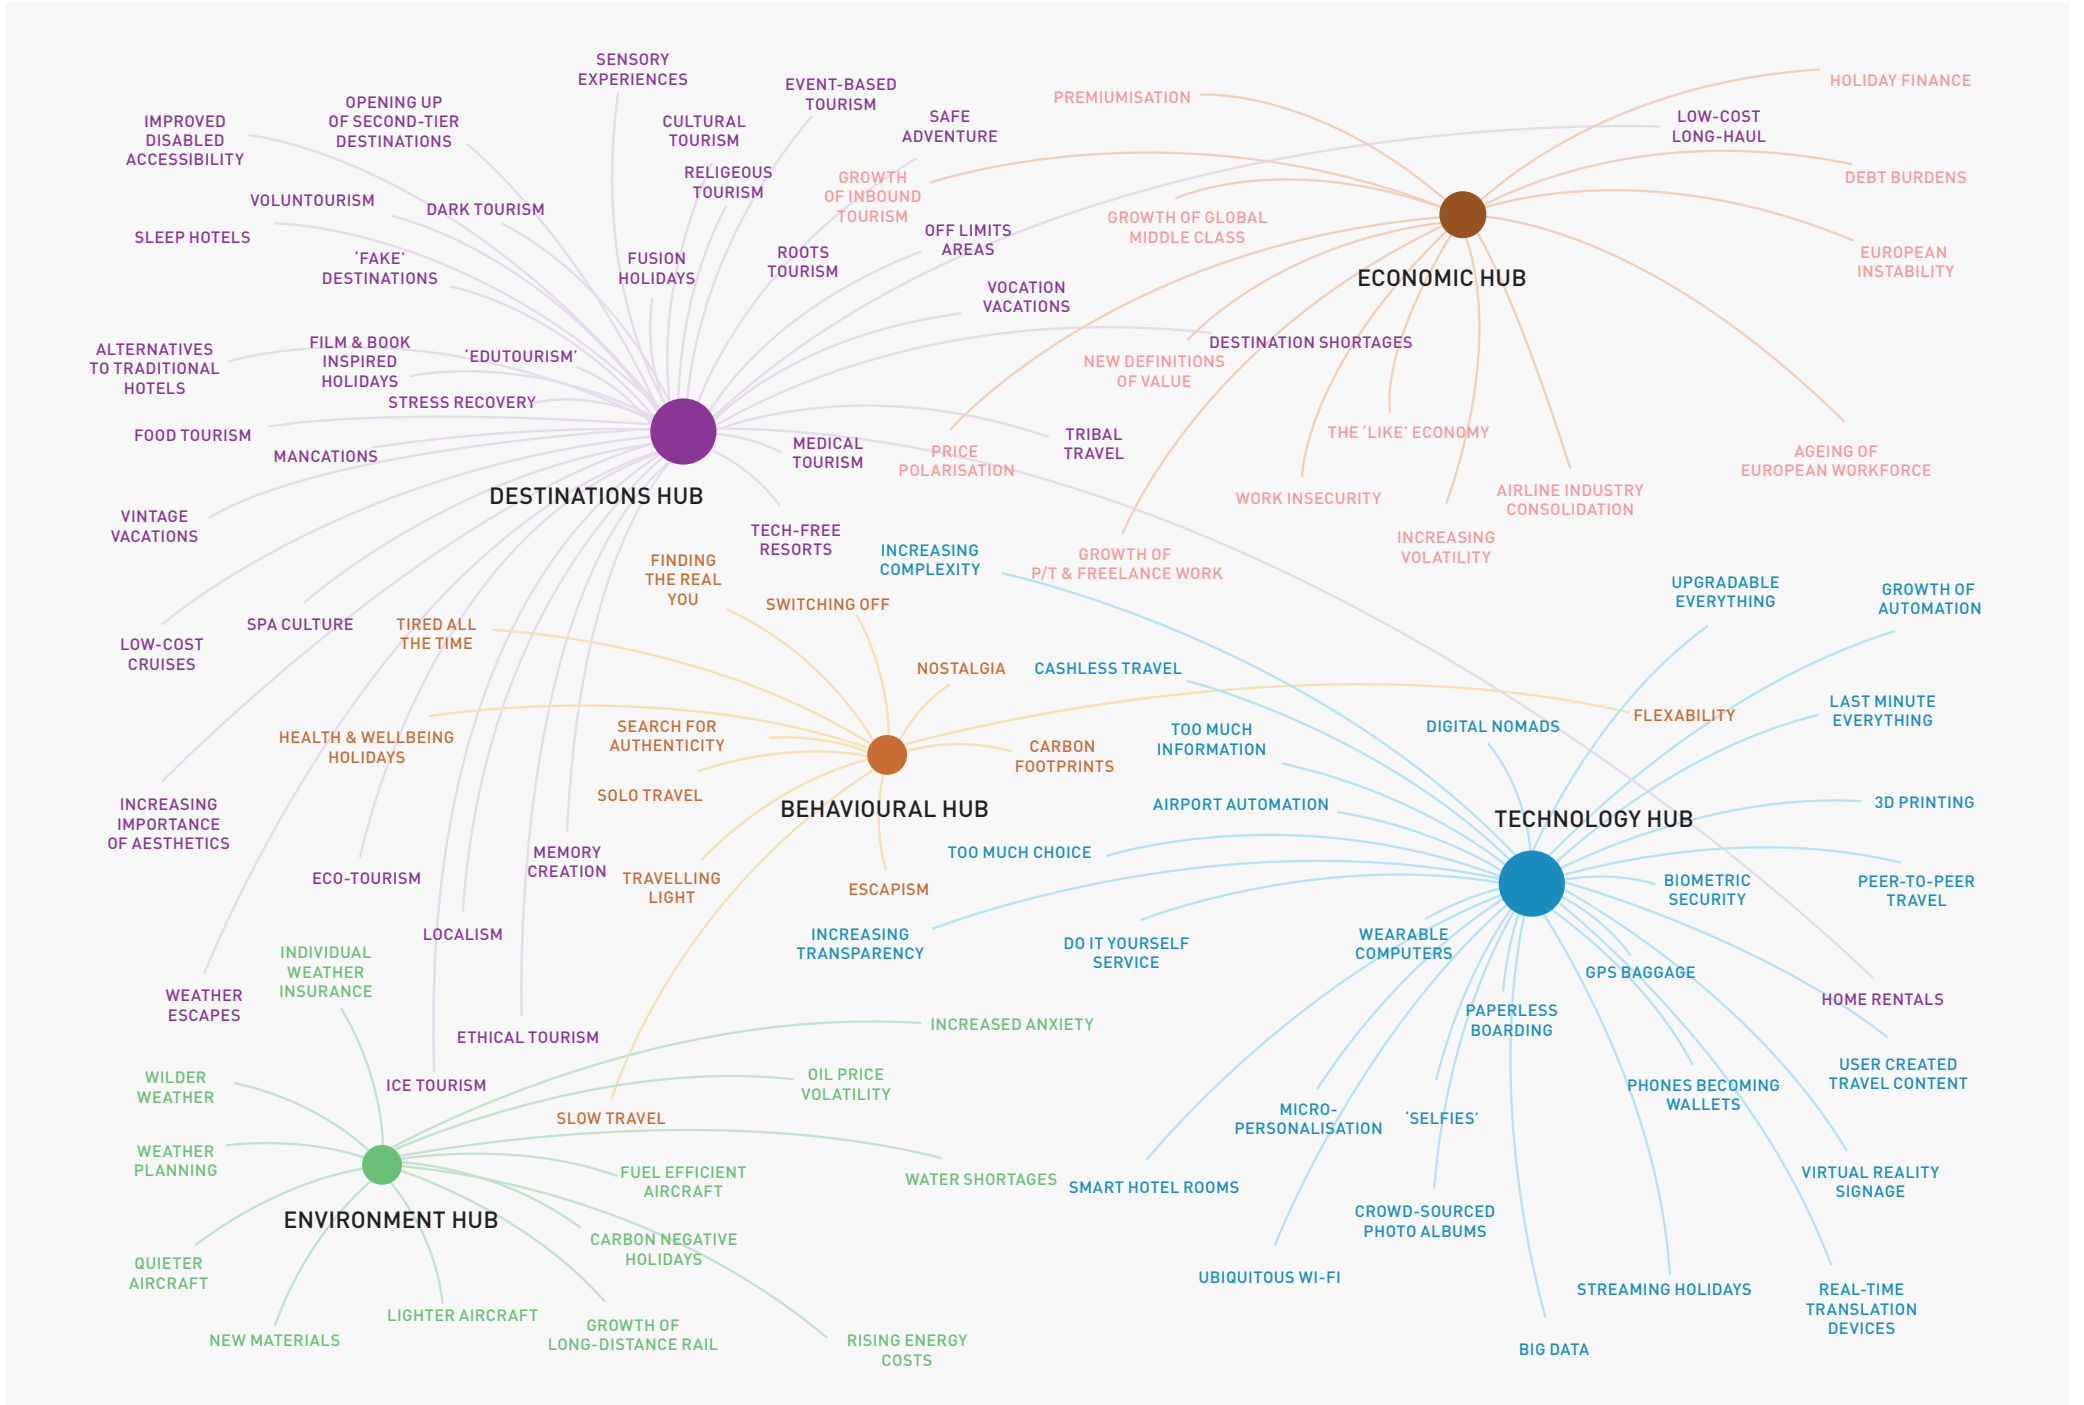 SENSORY
EXPERIENCES
EVENT-BASED
TOURISM
OPENING UP
OF SECOND-TIER
DESTINATIONS
IMPROVED
DISABLED
ACCESSIBILITY
CULTURAL
TOURISM
SAFE
ADVENTURE
RELIGEOUS
TOURISM
VOLUNTOURISM
DARK TOURISM
SLEEP HOTELS
'FAKE'
DESTINATIONS
FUSION
HOLIDAYS
ROOTS
TOURISM
OFF LIMITS
AREAS
VOCATION
VACATIONS
ALTERNATIVES
TO TRADITIONAL
HOTELS
FILM & BOOK
INSPIRED
HOLIDAYS
'EDUTOURISM'
STRESS RECOVERY
FOOD TOURISM
MANCATIONS
DESTINATION SHORTAGES
LOW-COST
LONG-HAUL
MEDICAL
TOURISM
TRIBAL
TRAVEL
DESTINATIONS HUB
VINTAGE
VACATIONS
TECH-FREE
RESORTS
SPA CULTURE
LOW-COST
CRUISES
INCREASING
IMPORTANCE
OF AESTHETICS
ECO-TOURISM
MEMORY
CREATION
LOCALISM
WEATHER
ESCAPES
ETHICAL TOURISM
ICE TOURISM
HOME RENTALS
PREMIUMISATION
HOLIDAY FINANCE
GROWTH
OF INBOUND
TOURISM
GROWTH OF GLOBAL
MIDDLE CLASS
DEBT BURDENS
EUROPEAN
INSTABILITY
ECONOMIC HUB
NEW DEFINITIONS
OF VALUE
PRICE
POLARISATION
THE 'LIKE' ECONOMY
AGEING OF
EUROPEAN WORKFORCE
WORK INSECURITY
AIRLINE INDUSTRY
CONSOLIDATION
INCREASING
VOLATILITY
GROWTH OF
P/T & FREELANCE WORK
FINDING
THE REAL
YOU
SWITCHING OFF
TIRED ALL
THE TIME
NOSTALGIA
HEALTH & WELLBEING
HOLIDAYS
SEARCH FOR
AUTHENTICITY
FLEXABILITY
CARBON
FOOTPRINTS
SOLO TRAVEL
BEHAVIOURAL HUB
TRAVELLING
LIGHT
ESCAPISM
SLOW TRAVEL
INCREASING
COMPLEXITY
UPGRADABLE
EVERYTHING
GROWTH OF
AUTOMATION
CASHLESS TRAVEL
TOO MUCH
INFORMATION
DIGITAL NOMADS
LAST MINUTE
EVERYTHING
AIRPORT AUTOMATION
TECHNOLOGY HUB
3D PRINTING
TOO MUCH CHOICE
BIOMETRIC
SECURITY
PEER-TO-PEER
TRAVEL
INCREASING
TRANSPARENCY
DO IT YOURSELF
SERVICE
WEARABLE
COMPUTERS
GPS BAGGAGE
PAPERLESS
BOARDING
USER CREATED
TRAVEL CONTENT
PHONES BECOMING
WALLETS
MICRO-
PERSONALISATION
'SELFIES'
SMART HOTEL ROOMS
VIRTUAL REALITY
SIGNAGE
CROWD-SOURCED
PHOTO ALBUMS
UBIQUITOUS WI-FI
STREAMING HOLIDAYS
REAL-TIME
TRANSLATION
DEVICES
BIG DATA
INDIVIDUAL
WEATHER
INSURANCE
INCREASED ANXIETY
WILDER
WEATHER
OIL PRICE
VOLATILITY
WEATHER
PLANNING
FUEL EFFICIENT
AIRCRAFT
WATER SHORTAGES
ENVIRONMENT HUB
CARBON NEGATIVE
HOLIDAYS
QUIETER
AIRCRAFT
LIGHTER AIRCRAFT
NEW MATERIALS
GROWTH OF
LONG-DISTANCE RAIL
RISING ENERGY
COSTS